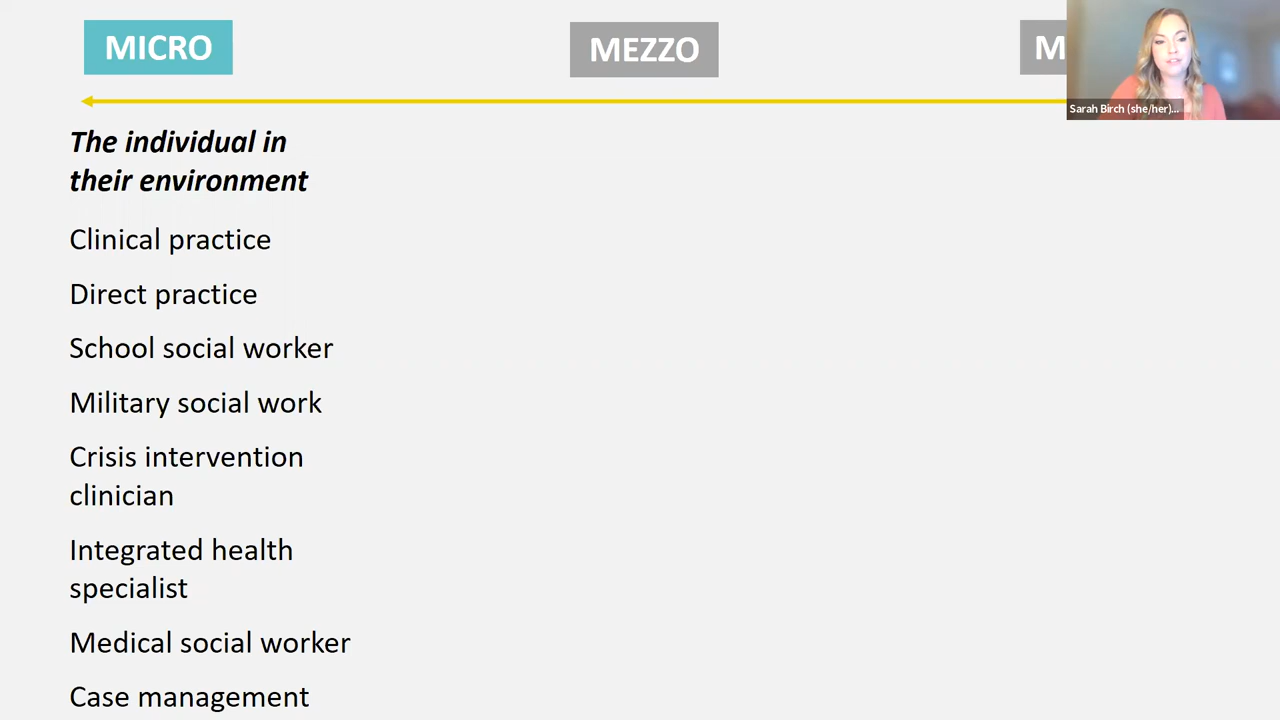 MICRO
MEZZO
M
Sarah Birch (she/her)...
The individual in
their environment
Clinical practice
Direct practice
School social worker
Military social work
Crisis intervention
clinician
Integrated health
specialist
Medical social worker
Case management